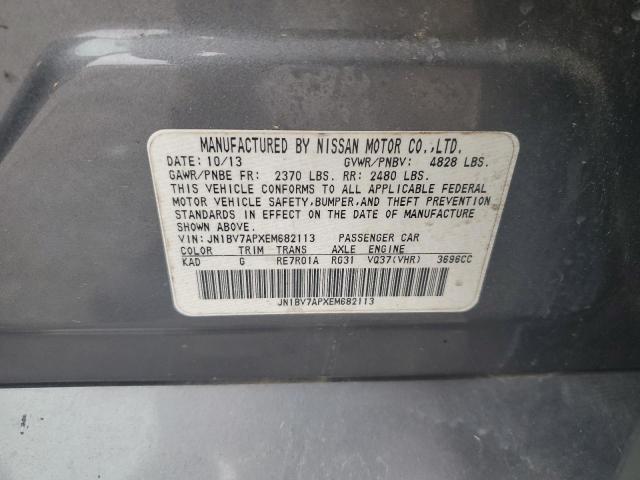 MANUFACTURED BY NISSAN MOTOR CO.,LTD.
DATE: 10/13 GVWR/PNBV: 4828 LBS.
GAWR/PNBE FR: 2370 LBS. RR: 2480 LBS.
THIS VEHICLE CONFORMS TO ALL APPLICABLE FEDERAL
MOTOR VEHICLE SAFETY, BUMPER, AND THEFT PREVENTION
STANDARDS IN EFFECT ON THE DATE OF MANUFACTURE
SHOWN ABOVE.
VIN: JN1BV7APXEM682113 PASSENGER CAR
COLOR TRIM TRANS AXLE ENGINE
KAD G RE7R01A RG31 VQ37(VHR) 3696CC
JN1BV7APXEM682113